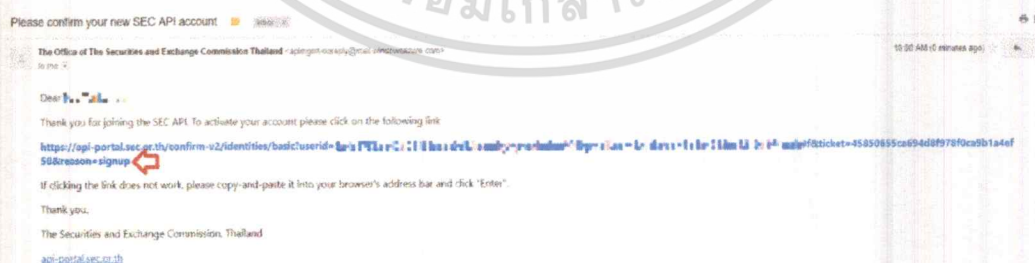 Please confirm your new SEC API account
Inbox x
The Office of The Securities and Exchange Commission Thailand
10:00 AM (0 minutes ago)
to me
Dear
Thank you for joining the SEC API. To activate your account please click on the following link
https://api-portal.sec.or.th/confirm-v2/identities/basic?userid=
50&reason=signup
If clicking the link does not work, please copy-and-paste it into your browser's address bar and click "Enter".
Thank you,
The Securities and Exchange Commission, Thailand
api-portal.sec.or.th